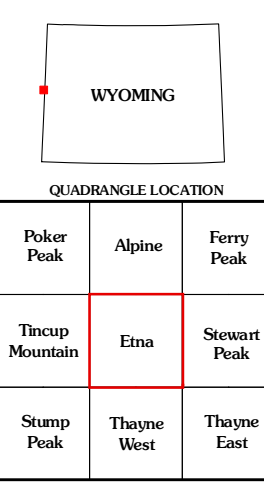 WYOMING
QUADRANGLE LOCATION
Poker
Peak
Alpine
Ferry
Peak
Tincup
Mountain
Etna
Stewart
Peak
Stump
Peak
Thayne
West
Thayne
East